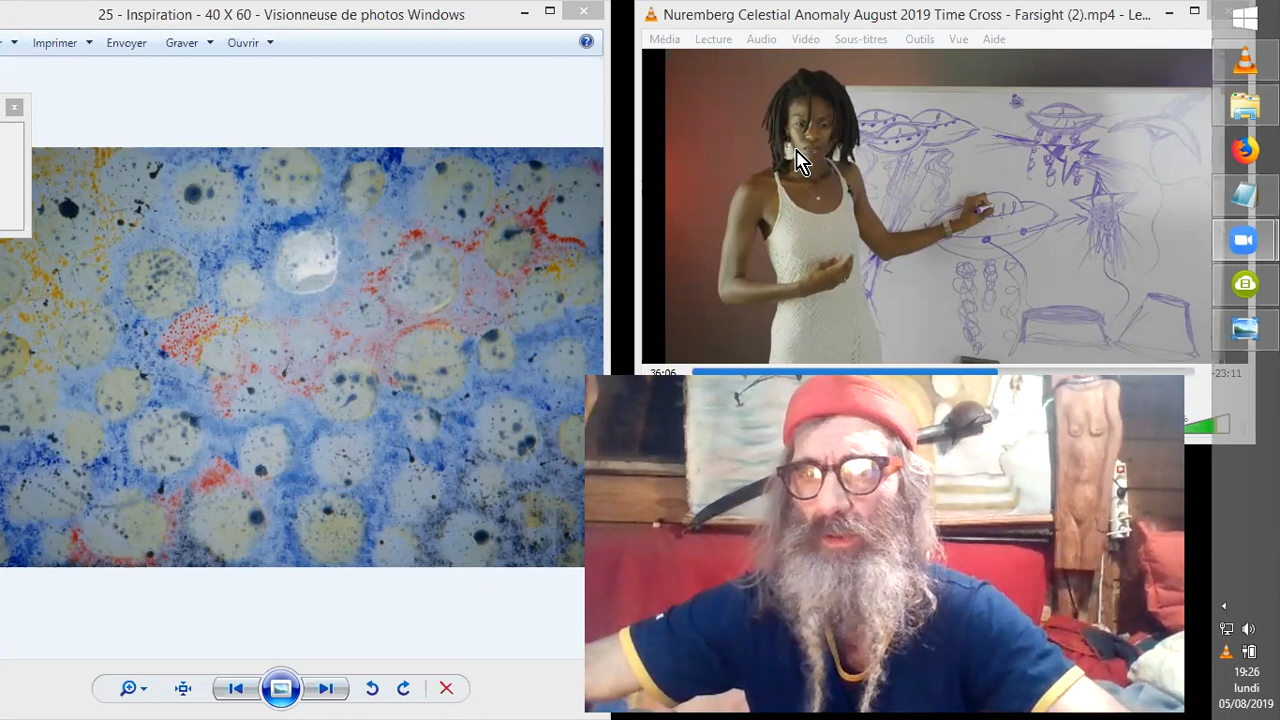 25 - Inspiration - 40 X 60 - Visionneuse de photos Windows
Imprimer Envoyer Graver Ouvrir
Nuremberg Celestial Anomaly August 2019 Time Cross - Farsight (2).mp4 - Le...
Média Lecture Audio Vidéo Sous-titres Outils Vue Aide
36:06
-23:11
19:26
lundi
05/08/2019